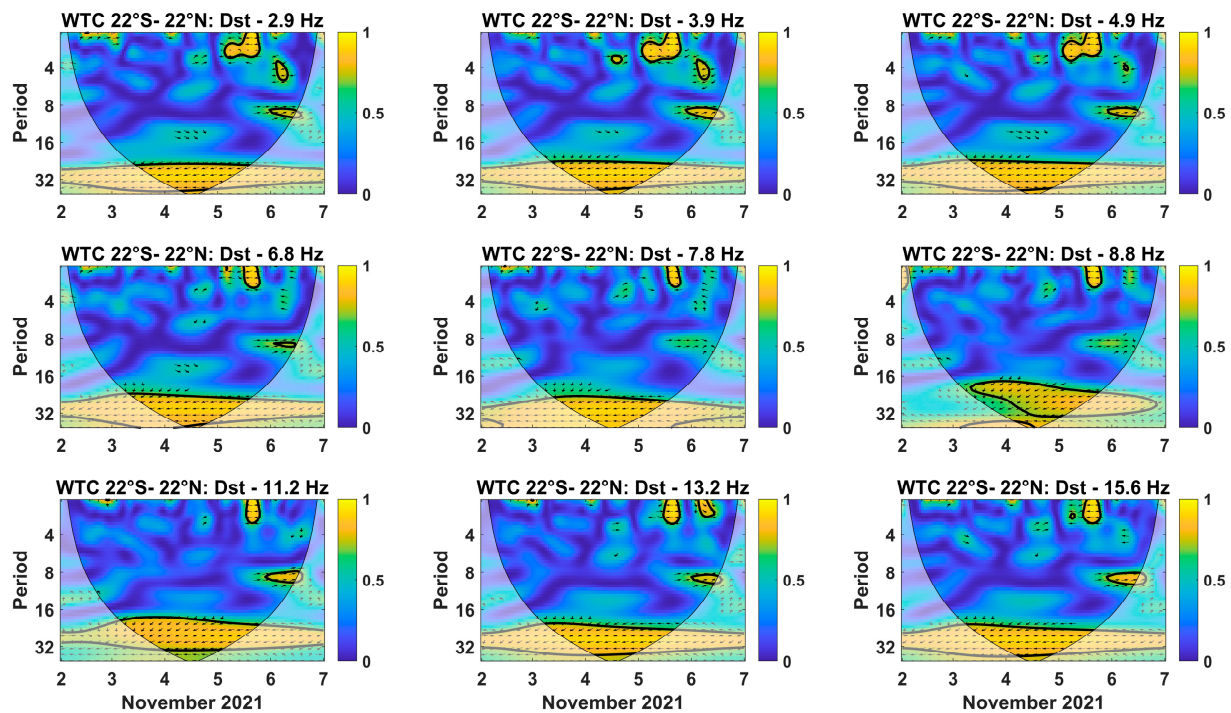 WTC 22°S- 22°N: Dst - 2.9 Hz
Period
4
8
16
32
2 3 4 5 6 7
1
0.5
0
WTC 22°S- 22°N: Dst - 3.9 Hz
Period
4
8
16
32
2 3 4 5 6 7
1
0.5
0
WTC 22°S- 22°N: Dst - 4.9 Hz
Period
4
8
16
32
2 3 4 5 6 7
1
0.5
0
WTC 22°S- 22°N: Dst - 6.8 Hz
Period
4
8
16
32
2 3 4 5 6 7
1
0.5
0
WTC 22°S- 22°N: Dst - 7.8 Hz
Period
4
8
16
32
2 3 4 5 6 7
1
0.5
0
WTC 22°S- 22°N: Dst - 8.8 Hz
Period
4
8
16
32
2 3 4 5 6 7
1
0.5
0
WTC 22°S- 22°N: Dst - 11.2 Hz
Period
4
8
16
32
2 3 4 5 6 7
November 2021
1
0.5
0
WTC 22°S- 22°N: Dst - 13.2 Hz
Period
4
8
16
32
2 3 4 5 6 7
November 2021
1
0.5
0
WTC 22°S- 22°N: Dst - 15.6 Hz
Period
4
8
16
32
2 3 4 5 6 7
November 2021
1
0.5
0